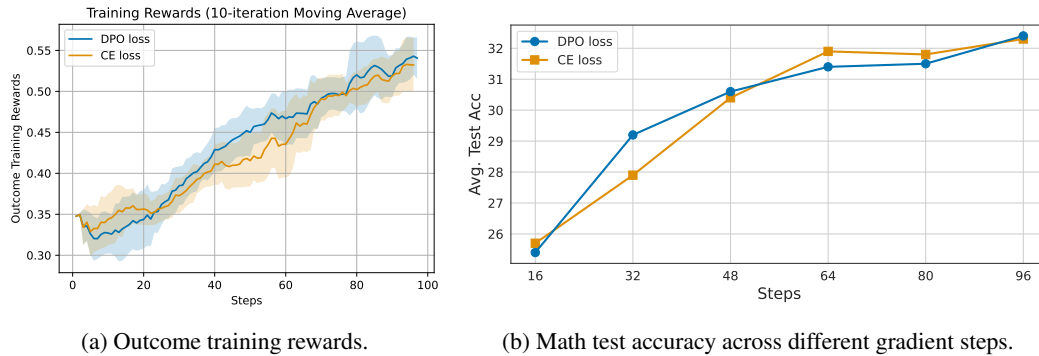 Training Rewards (10-iteration Moving Average)
DPO loss
CE loss
Outcome Training Rewards
0.55
0.50
0.45
0.40
0.35
0.30
0
20
40
60
80
100
Steps
(a) Outcome training rewards.
DPO loss
CE loss
Avg. Test Acc
32
31
30
29
28
27
26
16
32
48
64
80
96
Steps
(b) Math test accuracy across different gradient steps.